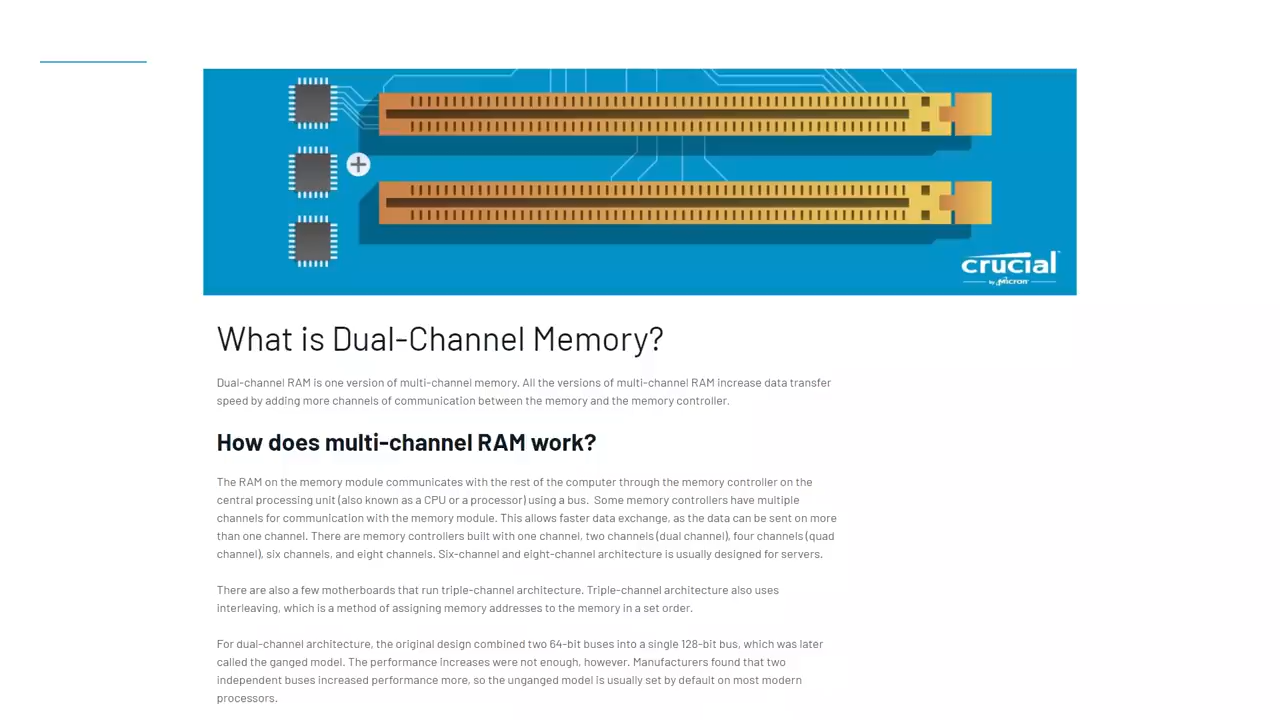 crucial
by Micron
What is Dual-Channel Memory?
Dual-channel RAM is one version of multi-channel memory. All the versions of multi-channel RAM increase data transfer
speed by adding more channels of communication between the memory and the memory controller.
How does multi-channel RAM work?
The RAM on the memory module communicates with the rest of the computer through the memory controller on the
central processing unit (also known as a CPU or a processor) using a bus.  Some memory controllers have multiple
channels for communication with the memory module. This allows faster data exchange, as the data can be sent on more
than one channel. There are memory controllers built with one channel, two channels (dual channel), four channels (quad
channel), six channels, and eight channels. Six-channel and eight-channel architecture is usually designed for servers.
There are also a few motherboards that run triple-channel architecture. Triple-channel architecture also uses
interleaving, which is a method of assigning memory addresses to the memory in a set order.
For dual-channel architecture, the original design combined two 64-bit buses into a single 128-bit bus, which was later
called the ganged model. The performance increases were not enough, however. Manufacturers found that two
independent buses increased performance more, so the unganged model is usually set by default on most modern
processors.